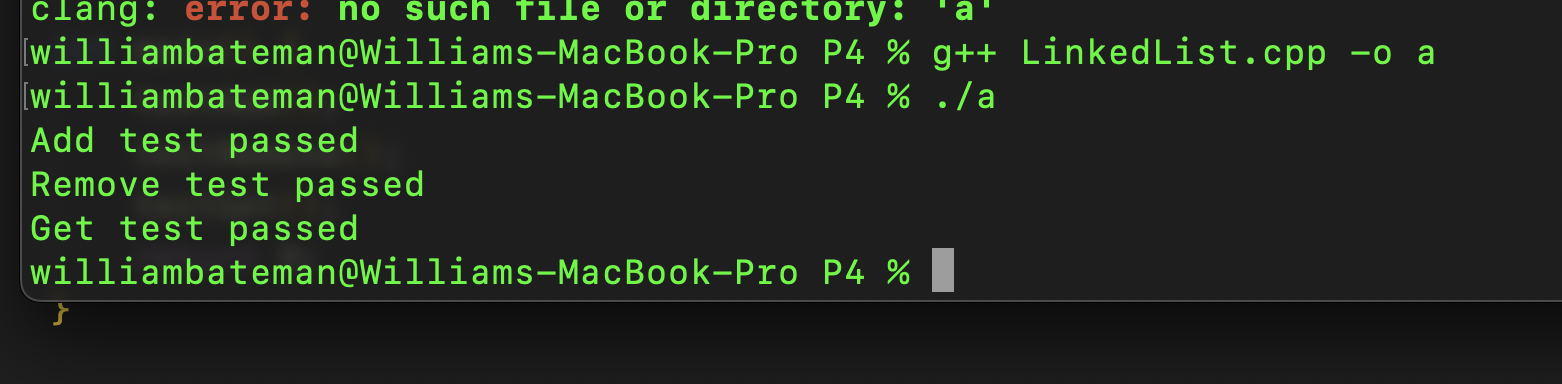 clang: error: no such file or directory: 'a'
[williambateman@Williams-MacBook-Pro P4 % g++ LinkedList.cpp -o a
[williambateman@Williams-MacBook-Pro P4 % ./a
Add test passed
Remove test passed
Get test passed
williambateman@Williams-MacBook-Pro P4 %
}